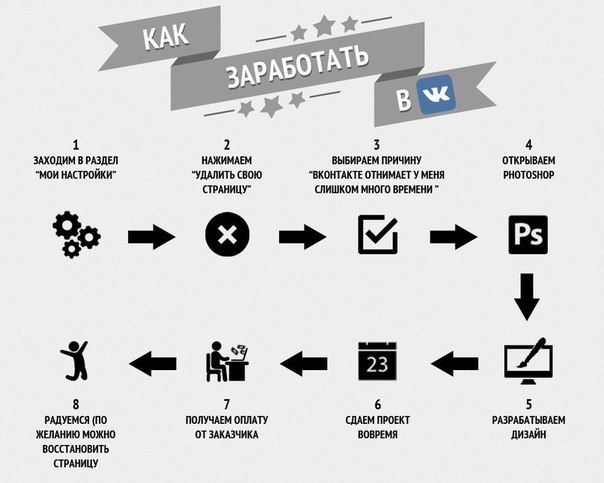 КАК
ЗАРАБОТАТЬ
В VK
1
ЗАХОДИМ В РАЗДЕЛ
"МОИ НАСТРОЙКИ"
2
НАЖИМАЕМ
"УДАЛИТЬ СВОЮ
СТРАНИЦУ"
3
ВЫБИРАЕМ ПРИЧИНУ
"ВКОНТАКТЕ ОТНИМАЕТ У МЕНЯ
СЛИШКОМ МНОГО ВРЕМЕНИ "
4
ОТКРЫВАЕМ
PHOTOSHOP
Ps
23
8
РАДУЕМСЯ (ПО
ЖЕЛАНИЮ МОЖНО
ВОССТАНОВИТЬ
СТРАНИЦУ
7
ПОЛУЧАЕМ ОПЛАТУ
ОТ ЗАКАЗЧИКА
6
СДАЕМ ПРОЕКТ
ВОВРЕМЯ
5
РАЗРАБАТЫВАЕМ
ДИЗАЙН